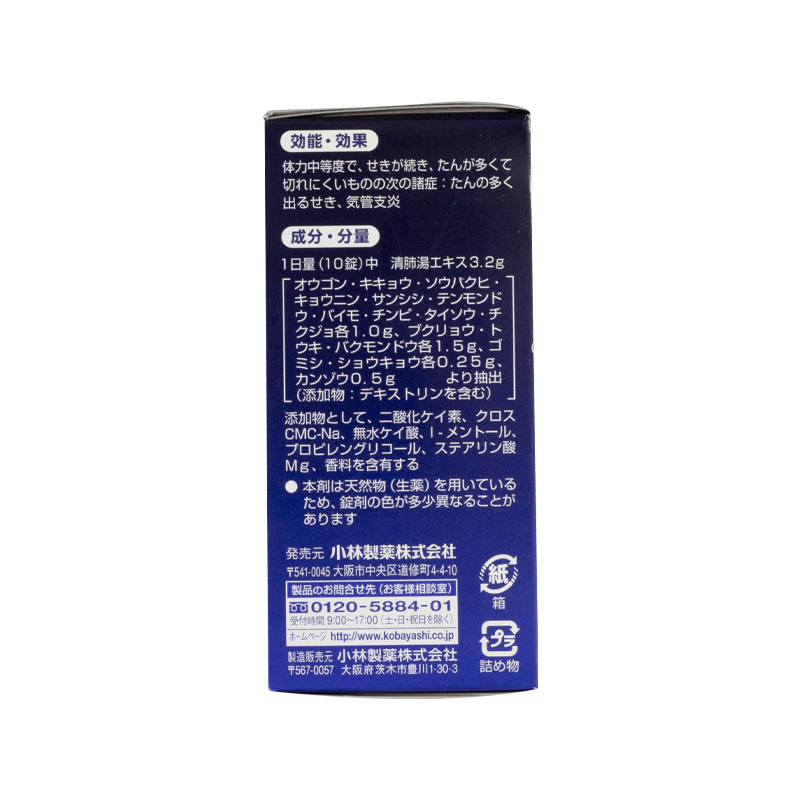 効能・効果
体力中等度で、せきが続き、たんが多くて
切れにくいものの次の諸症：たんの多く
出るせき、気管支炎
成分・分量
1日量（10錠）中　清肺湯エキス3.2g
オウゴン・キキョウ・ソウハクヒ・
キョウニン・サンシシ・テンモンド
ウ・バイモ・チンピ・タイソウ・チ
クジョ各1.0g、ブクリョウ・ト
ウキ・バクモンドウ各1.5g、ゴ
ミシ・ショウキョウ各0.25g、
カンゾウ0.5g　より抽出
（添加物：デキストリンを含む）
添加物として、二酸化ケイ素、クロス
CMC-Na、無水ケイ酸、l-メントール、
プロピレングリコール、ステアリン酸
Mg、香料を含有する
●本剤は天然物（生薬）を用いている
ため、錠剤の色が多少異なることが
あります
発売元 小林製薬株式会社
〒541-0045 大阪市中央区道修町4-4-10
製品のお問合せ先（お客様相談室）
0120-5884-01
受付時間 9:00～17:00（土・日・祝日を除く）
ホームページ http://www.kobayashi.co.jp
製造販売元 小林製薬株式会社
〒567-0057 大阪府茨木市豊川1-30-3
紙
箱
プラ
詰め物